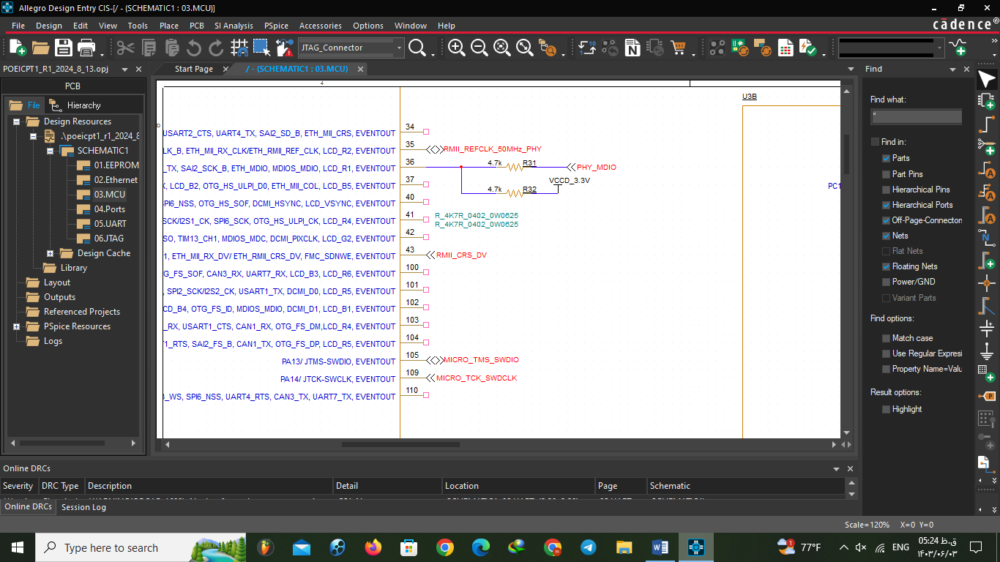 Allegro Design Entry CIS-[/ - (SCHEMATIC1 : 03.MCU)]
File Design Edit View Tools Place PCB SI Analysis PSpice Accessories Options Window Help
cādence®
JTAG_Connector
POEICPT1_R1_2024_8_13.opj
Start Page
/ - (SCHEMATIC1 : 03.MCU)
PCB
File
Hierarchy
Design Resources
.\poeicpt1_r1_2024_8
SCHEMATIC1
01.EEPROM
02.Ethernet
03.MCU
04.Ports
05.UART
06.JTAG
Design Cache
Library
Layout
Outputs
Referenced Projects
PSpice Resources
Logs
4
D
USART2_CTS, UART4_TX, SAI2_SD_B, ETH_MII_CRS, EVENTOUT 34
LK_B, ETH_MII_RX_CLK/ETH_RMII_REF_CLK, LCD_R2, EVENTOUT 35 RMII_REFCLK_50MHz_PHY
_TX, SAI2_SCK_B, ETH_MDIO, MDIOS_MDIO, LCD_R1, EVENTOUT 36 4.7k R31 PHY_MDIO
, LCD_B2, OTG_HS_ULPI_D0, ETH_MII_COL, LCD_B5, EVENTOUT 37 VCCD_3.3V
4.7k R32
SPI6_NSS, OTG_HS_SOF, DCMI_HSYNC, LCD_VSYNC, EVENTOUT 40
SCK/I2S1_CK, SPI6_SCK, OTG_HS_ULPI_CK, LCD_R4, EVENTOUT 41 R_4K7R_0402_0W0625
R_4K7R_0402_0W0625
SO, TIM13_CH1, MDIOS_MDC, DCMI_PIXCLK, LCD_G2, EVENTOUT 42
1, ETH_MII_RX_DV/ ETH_RMII_CRS_DV, FMC_SDNWE, EVENTOUT 43 RMII_CRS_DV
G_FS_SOF, CAN3_RX, UART7_RX, LCD_B3, LCD_R6, EVENTOUT 100
, SPI2_SCK/I2S2_CK, USART1_TX, DCMI_D0, LCD_R5, EVENTOUT 101
CD_B4, OTG_FS_ID, MDIOS_MDIO, DCMI_D1, LCD_B1, EVENTOUT 102
_RX, USART1_CTS, CAN1_RX, OTG_FS_DM,LCD_R4, EVENTOUT 103
T1_RTS, SAI2_FS_B, CAN1_TX, OTG_FS_DP, LCD_R5, EVENTOUT 104
PA13/ JTMS-SWDIO, EVENTOUT 105 MICRO_TMS_SWDIO
PA14/ JTCK-SWCLK, EVENTOUT 109 MICRO_TCK_SWDCLK
_WS, SPI6_NSS, UART4_RTS, CAN3_TX, UART7_TX, EVENTOUT 110
U3B
PC1
Find
Find what:
*
Find in:
Parts
Part Pins
Hierarchical Pins
Hierarchical Ports
Off-Page-Connectors
Nets
Flat Nets
Floating Nets
Power/GND
Variant Parts
Find options:
Match case
Use Regular Expressi
Property Name=Valu
Result options:
Highlight
Online DRCs
Severity DRC Type Description Detail Location Page Schematic
Online DRCs Session Log
Scale=120% X=0 Y=0
Type here to search
1
77°F
ENG
05:24 ق.ظ
۱۴۰۳/۰۶/۰۳